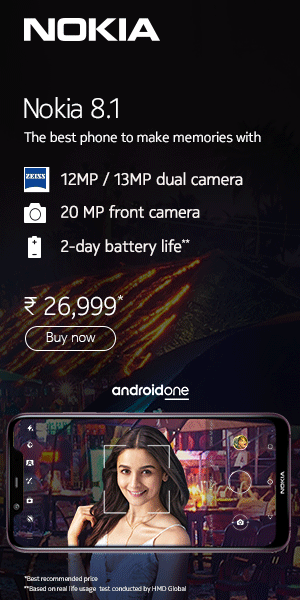 NOKIA
Nokia 8.1
The best phone to make memories with
ZEISS
12MP / 13MP dual camera
20 MP front camera
2-day battery life**
₹ 26,999*
Buy now
androidone
NOKIA
*Best recommended price
**Based on real life usage test conducted by HMD Global